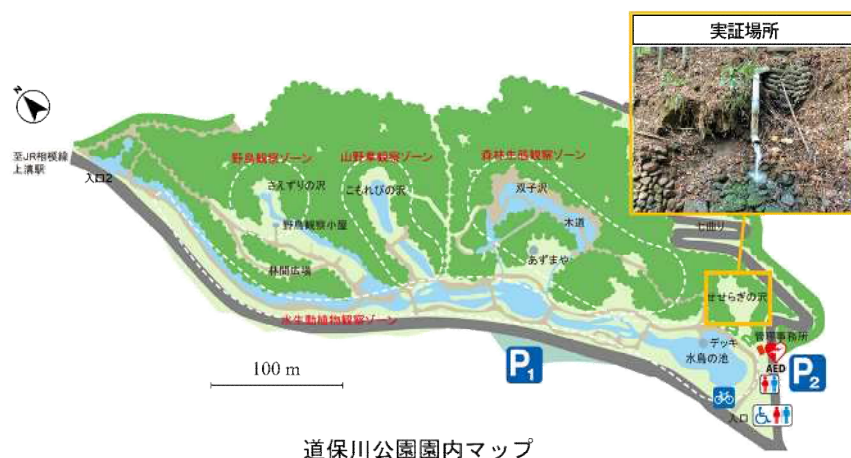 実証場所
N
至JR相模線
上溝駅
入口2
野鳥観察ゾーン
さえずりの沢
野鳥観察小屋
林間広場
山野草観察ゾーン
こもれびの沢
森林生態観察ゾーン
双子沢
木道
あずまや
七曲り
せせらぎの沢
水生動植物観察ゾーン
管理事務所
デッキ
水鳥の池
AED
P1
P2
入口
100 m
道保川公園園内マップ